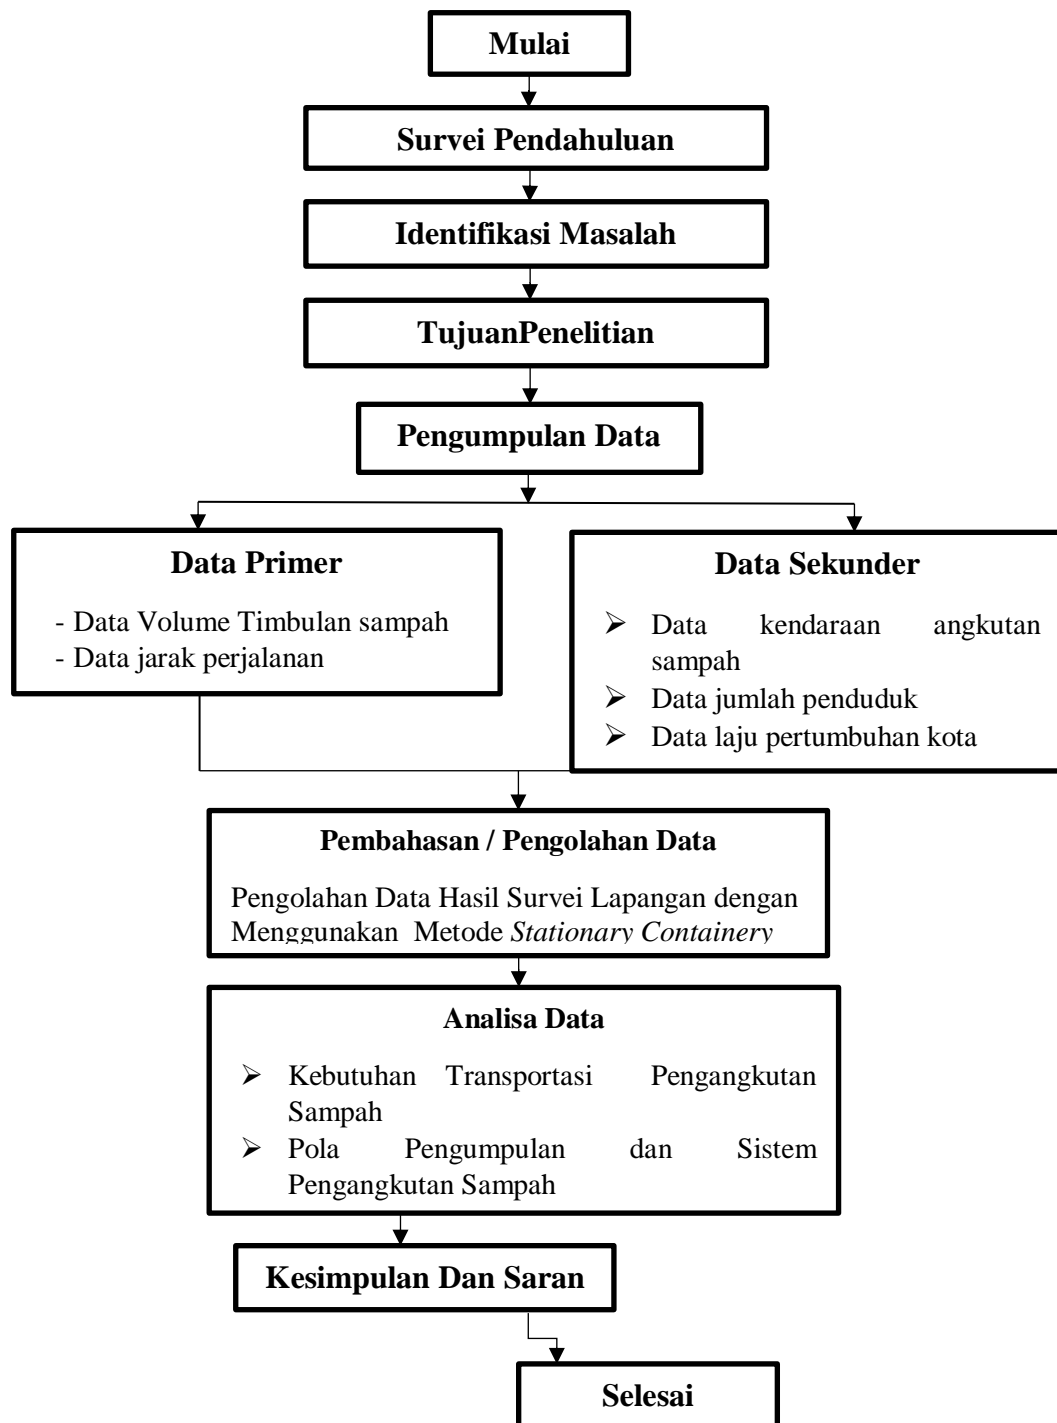 Mulai
Survei Pendahuluan
Identifikasi Masalah
TujuanPenelitian
Pengumpulan Data
Data Primer
- Data Volume Timbulan sampah
- Data jarak perjalanan
Data Sekunder
➢ Data kendaraan angkutan
sampah
➢ Data jumlah penduduk
➢ Data laju pertumbuhan kota
Pembahasan / Pengolahan Data
Pengolahan Data Hasil Survei Lapangan dengan
Menggunakan Metode Stationary Containery
Analisa Data
➢ Kebutuhan Transportasi Pengangkutan
Sampah
➢ Pola Pengumpulan dan Sistem
Pengangkutan Sampah
Kesimpulan Dan Saran
Selesai